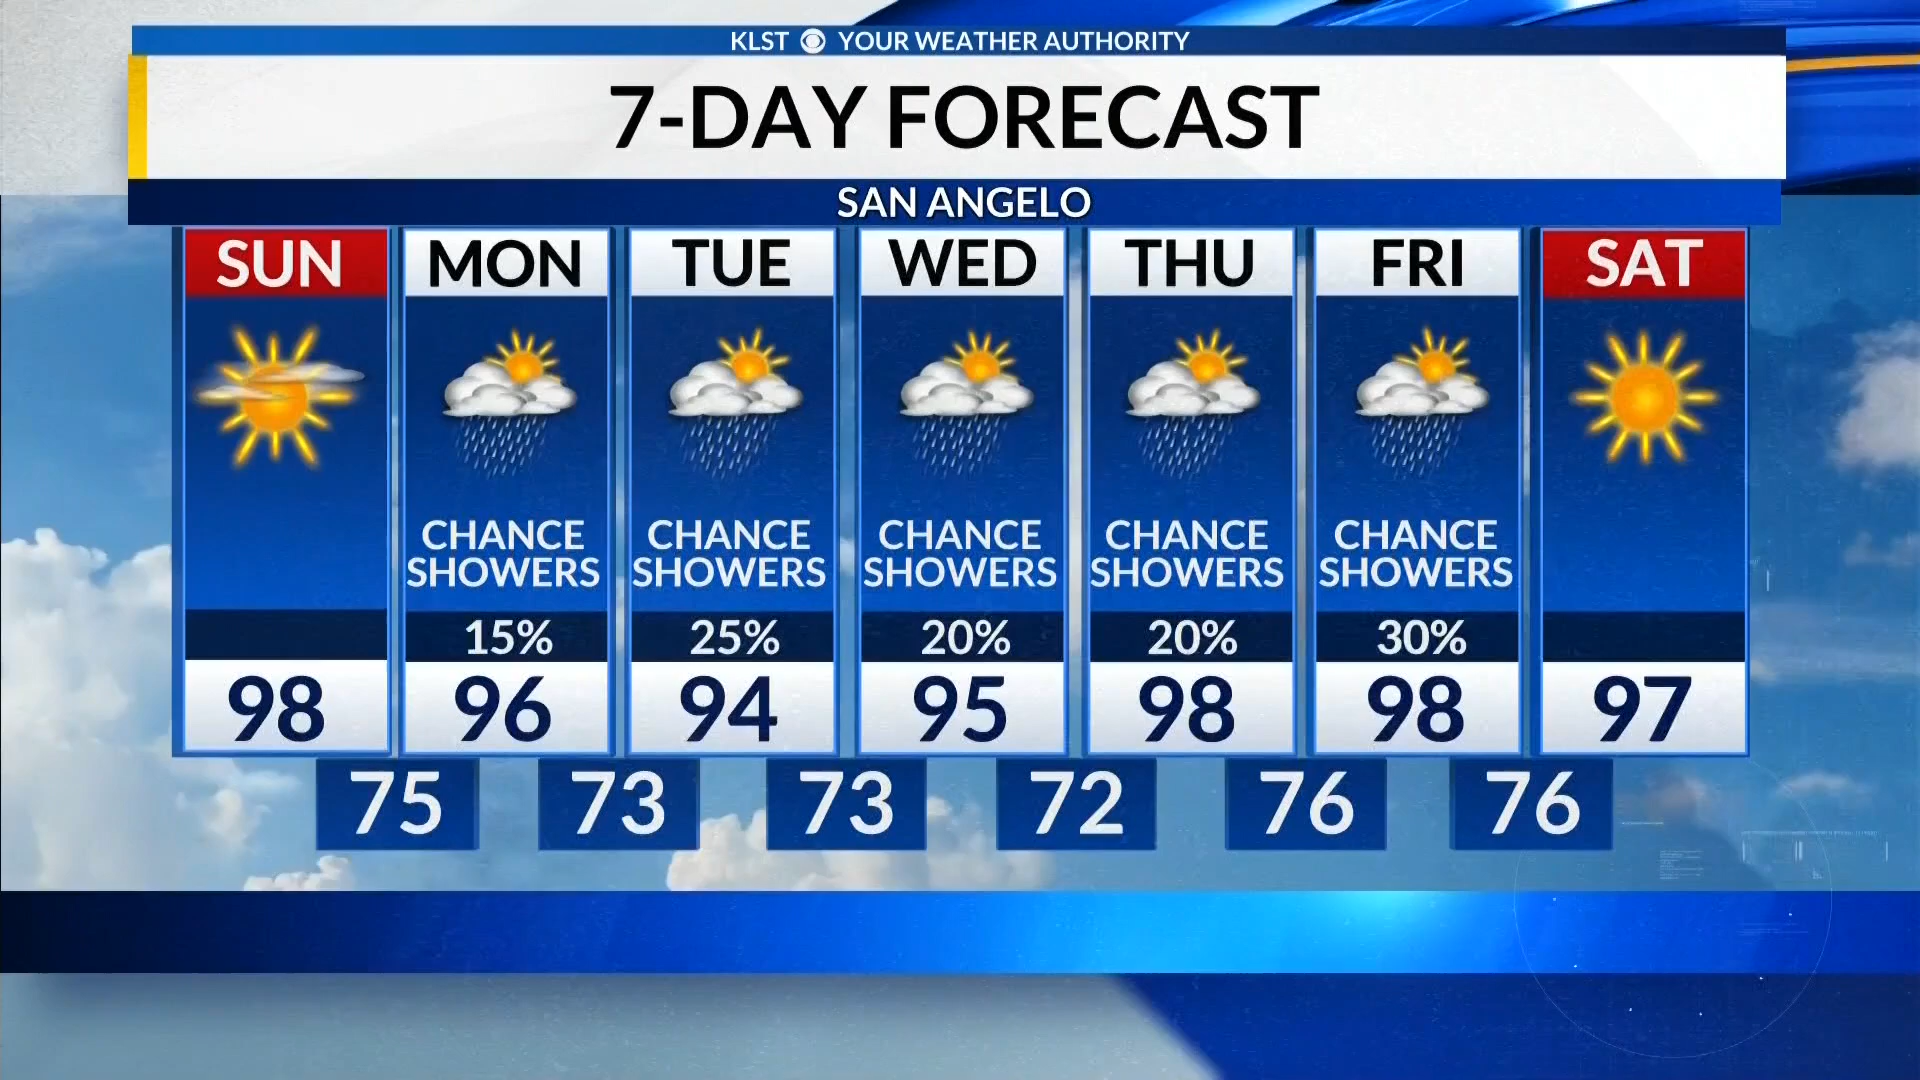 KLST YOUR WEATHER AUTHORITY
7-DAY FORECAST
SAN ANGELO
SUN MON TUE WED THU FRI SAT
CHANCE CHANCE CHANCE CHANCE CHANCE
SHOWERS SHOWERS SHOWERS SHOWERS SHOWERS
15% 25% 20% 20% 30%
98 96 94 95 98 98 97
75 73 73 72 76 76